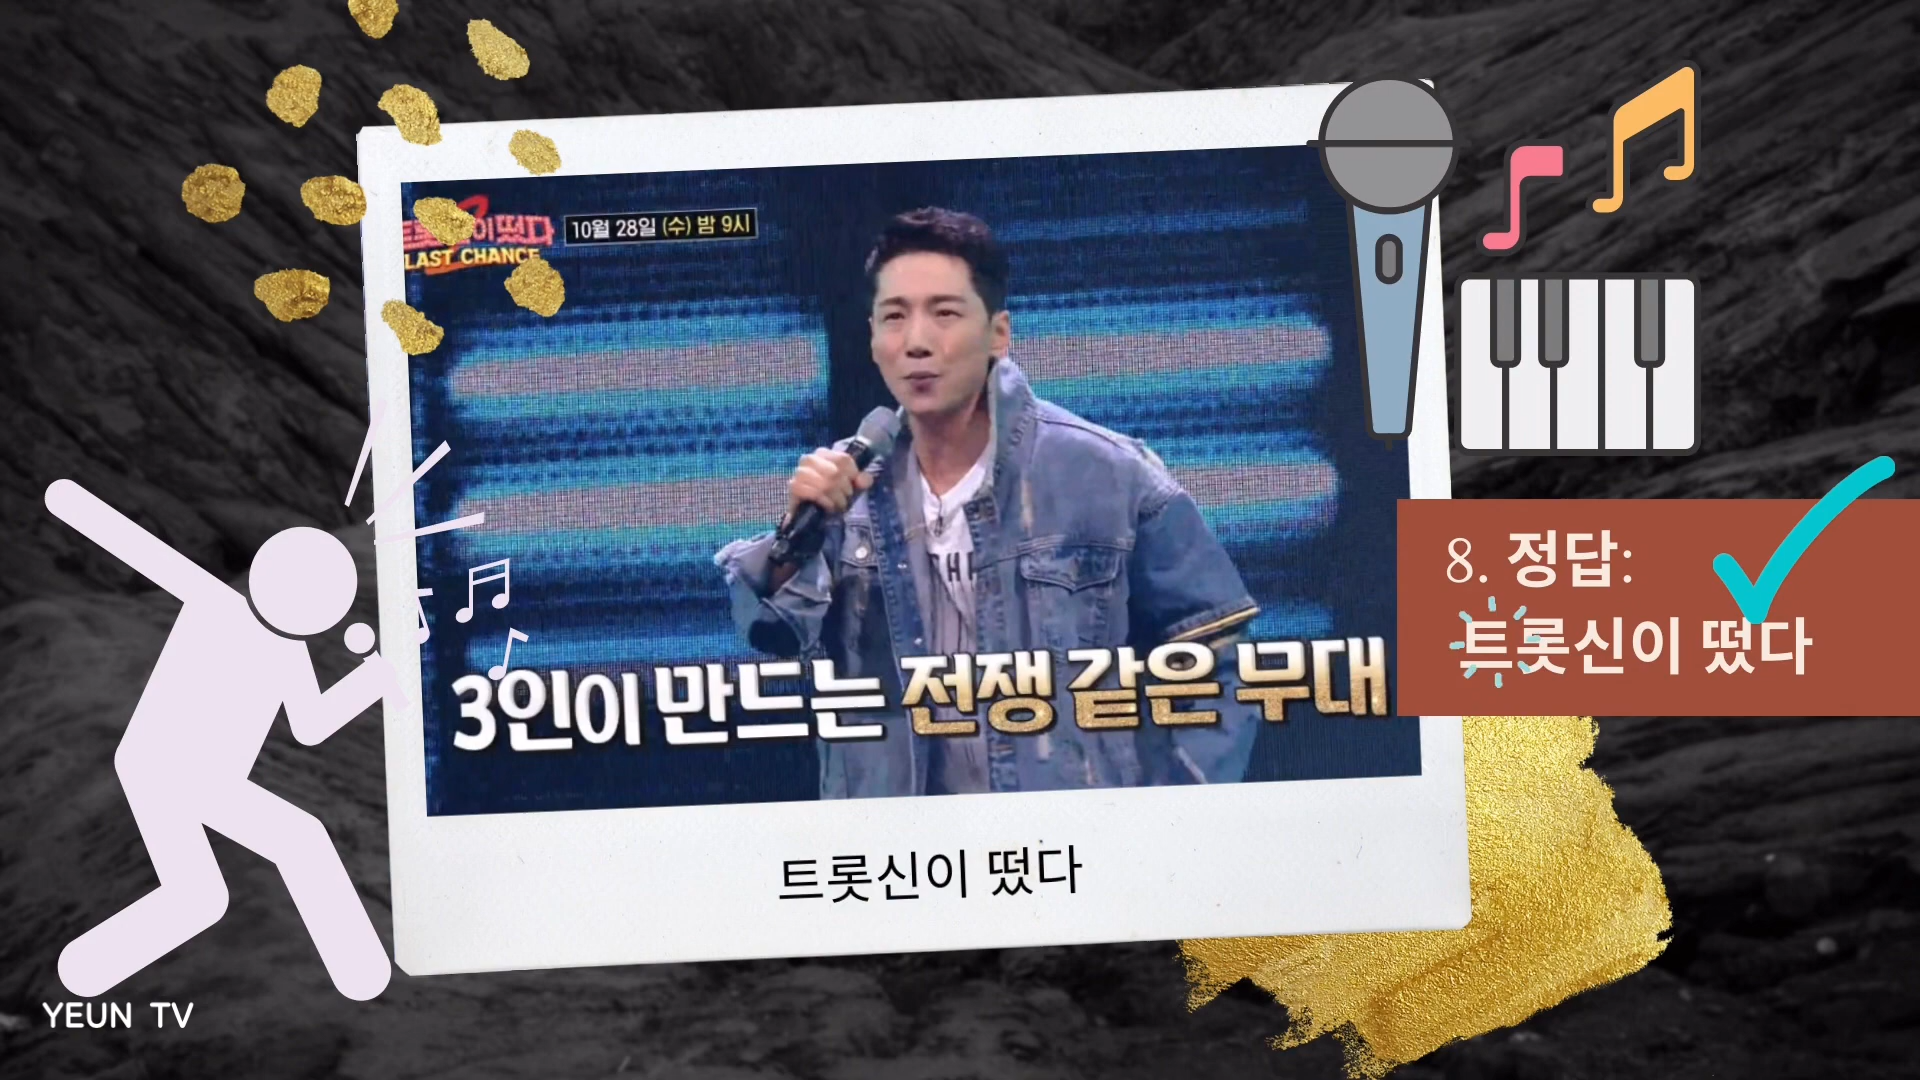 트롯신이 떴다
LAST CHANCE
10월 28일 (수) 밤 9시
THE
3인이 만드는 전쟁 같은 무대
트롯신이 떴다
8. 정답:
트롯신이 떴다
YEUN TV